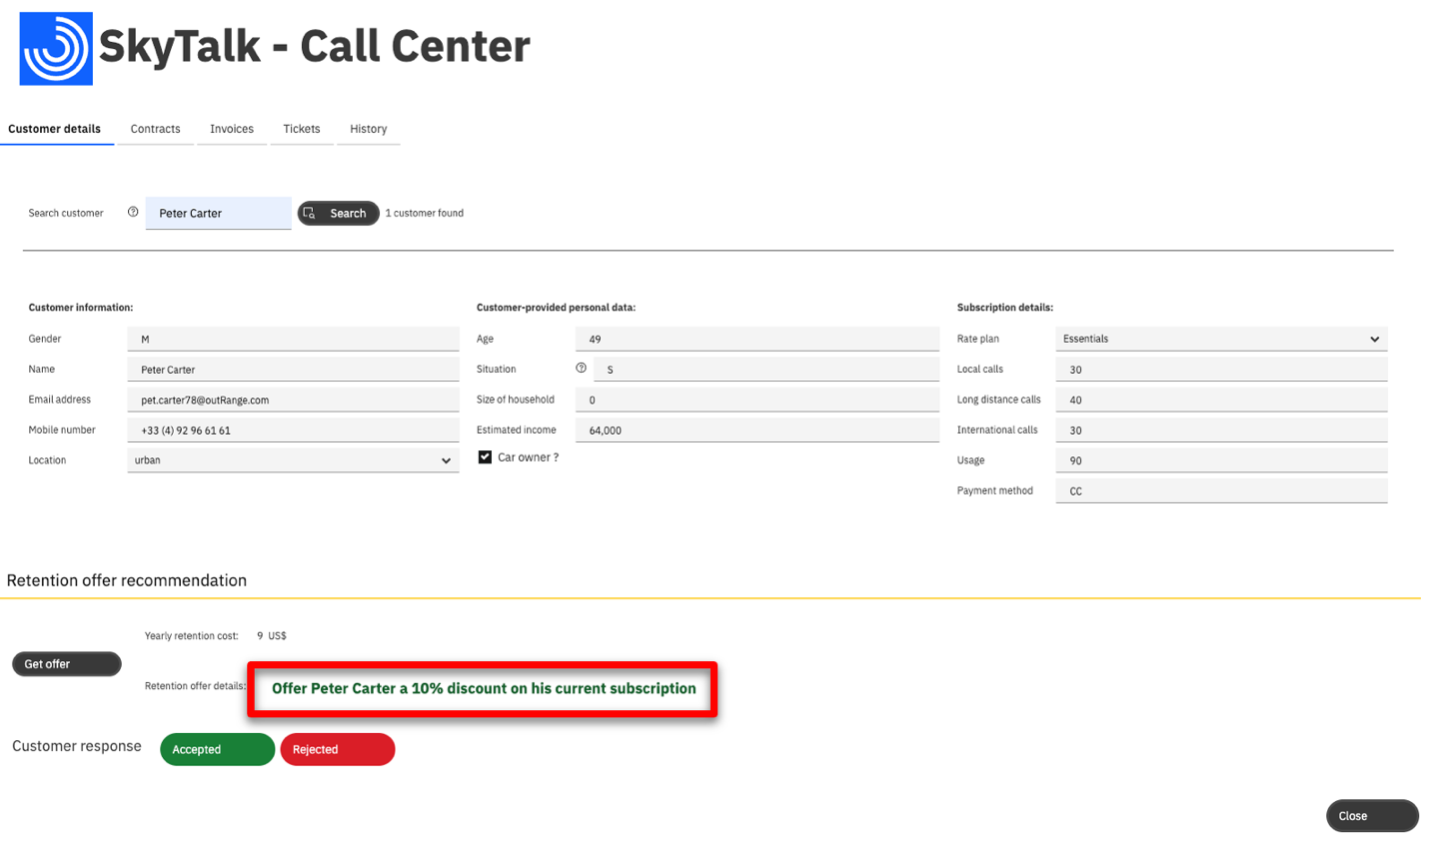 SkyTalk - Call Center
Customer details Contracts Invoices Tickets History
Search customer ? Peter Carter Search 1 customer found
Customer information: Customer-provided personal data: Subscription details:
Gender M Age 49 Rate plan Essentials
Name Peter Carter Situation ? S Local calls 30
Email address pet.carter78@outRange.com Size of household 0 Long distance calls 40
Mobile number +33 (4) 92 96 61 61 Estimated income 64,000 International calls 30
Location urban Car owner ? Usage 90
Payment method CC
Retention offer recommendation
Yearly retention cost: 9 US$
Get offer
Retention offer details: Offer Peter Carter a 10% discount on his current subscription
Customer response Accepted Rejected
Close